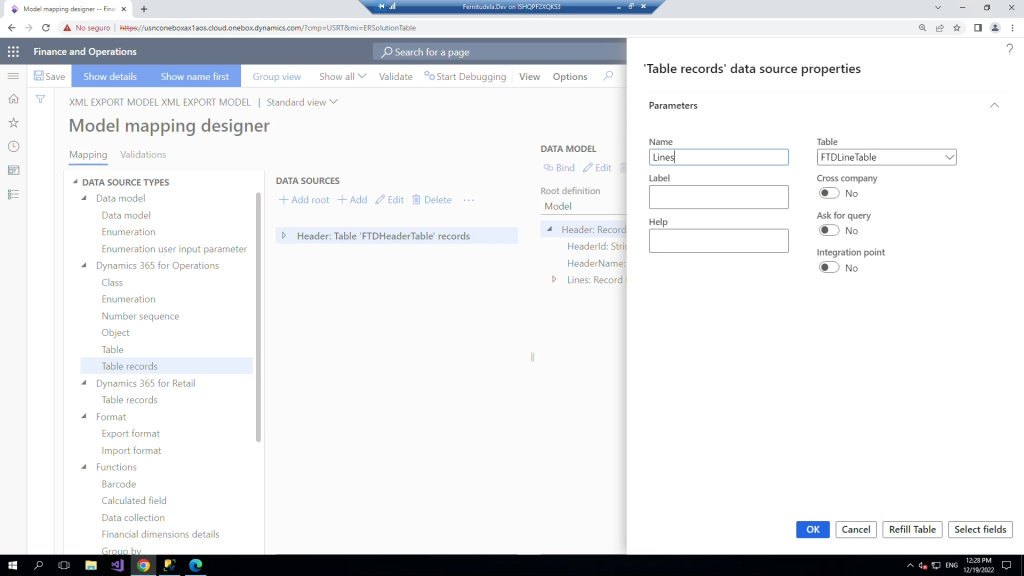 Model mapping designer -- Finan
Fernitudela.Dev on ISHQPF2XQKS3
No seguro
https://usnconeboxax1aos.cloud.onebox.dynamics.com/?cmp=USRT&mi=ERSolutionTable
Finance and Operations
Search for a page
?
Save
Show details
Show name first
Group view
Show all
Validate
Start Debugging
View
Options
XML EXPORT MODEL XML EXPORT MODEL | Standard view
Model mapping designer
Mapping
Validations
DATA SOURCE TYPES
Data model
Data model
Enumeration
Enumeration user input parameter
Dynamics 365 for Operations
Class
Enumeration
Number sequence
Object
Table
Table records
Dynamics 365 for Retail
Table records
Format
Export format
Import format
Functions
Barcode
Calculated field
Data collection
Financial dimensions details
Group by
DATA SOURCES
Add root
Add
Edit
Delete
...
Header: Table 'FTDHeaderTable' records
DATA MODEL
Bind
Edit
Root definition
Model
Header: Record
HeaderId: Stri
HeaderName:
Lines: Record
'Table records' data source properties
Parameters
Name
Lines
Label
Help
Table
FTDLineTable
Cross company
No
Ask for query
No
Integration point
No
OK
Cancel
Refill Table
Select fields
ENG
12:28 PM
12/19/2022